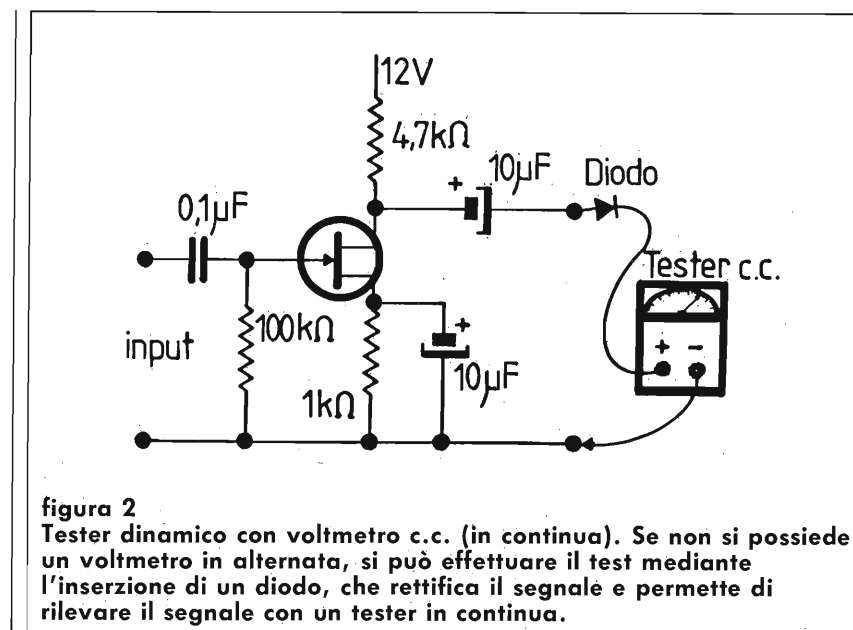 12V
4,7kΩ
10µF
Diodo
0,1µF
+
Tester c.c.
input
100kΩ
+
+ -
1kΩ
10µF
figura 2
Tester dinamico con voltmetro c.c. (in continua). Se non si possiede
un voltmetro in alternata, si può effettuare il test mediante
l'inserzione di un diodo, che rettifica il segnale e permette di
rilevare il segnale con un tester in continua.